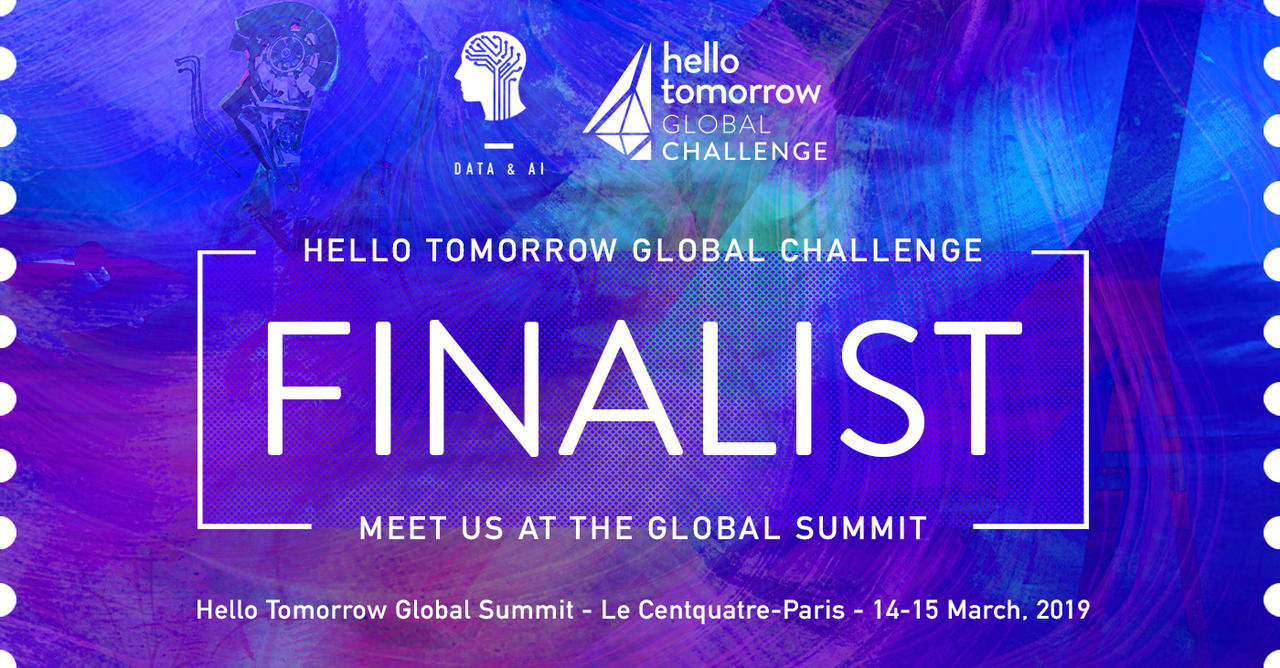 DATA & AI
hello
tomorrow
GLOBAL
CHALLENGE
HELLO TOMORROW GLOBAL CHALLENGE
FINALIST
MEET US AT THE GLOBAL SUMMIT
Hello Tomorrow Global Summit - Le Centquatre-Paris - 14-15 March, 2019